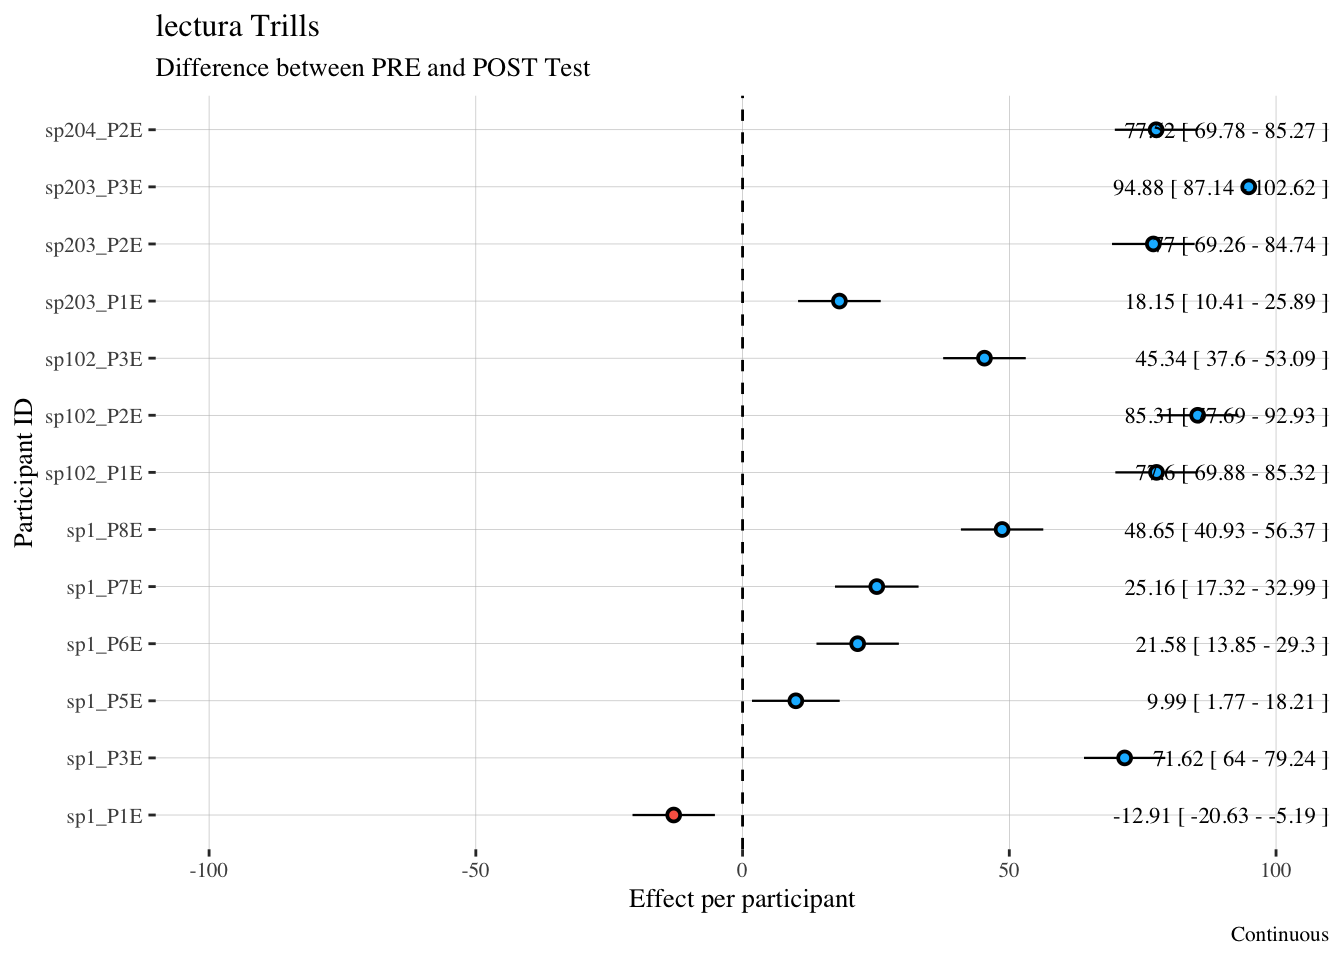 lectura Trills
Difference between PRE and POST Test
Participant ID
sp204_P2E [ 69.78 - 85.27 ]
sp203_P3E 94.88 [ 87.14 102.62 ]
sp203_P2E 77 [ 69.26 - 84.74 ]
sp203_P1E 18.15 [ 10.41 - 25.89 ]
sp102_P3E 45.34 [ 37.6 - 53.09 ]
sp102_P2E 85.31 [ - 92.93 ]
sp102_P1E [ 69.88 - 85.32 ]
sp1_P8E 48.65 [ 40.93 - 56.37 ]
sp1_P7E 25.16 [ 17.32 - 32.99 ]
sp1_P6E 21.58 [ 13.85 - 29.3 ]
sp1_P5E 9.99 [ 1.77 - 18.21 ]
sp1_P3E 71.62 [ 64 - 79.24 ]
sp1_P1E -12.91 [ -20.63 - -5.19 ]
-100 -50 0 50 100
Effect per participant
Continuous